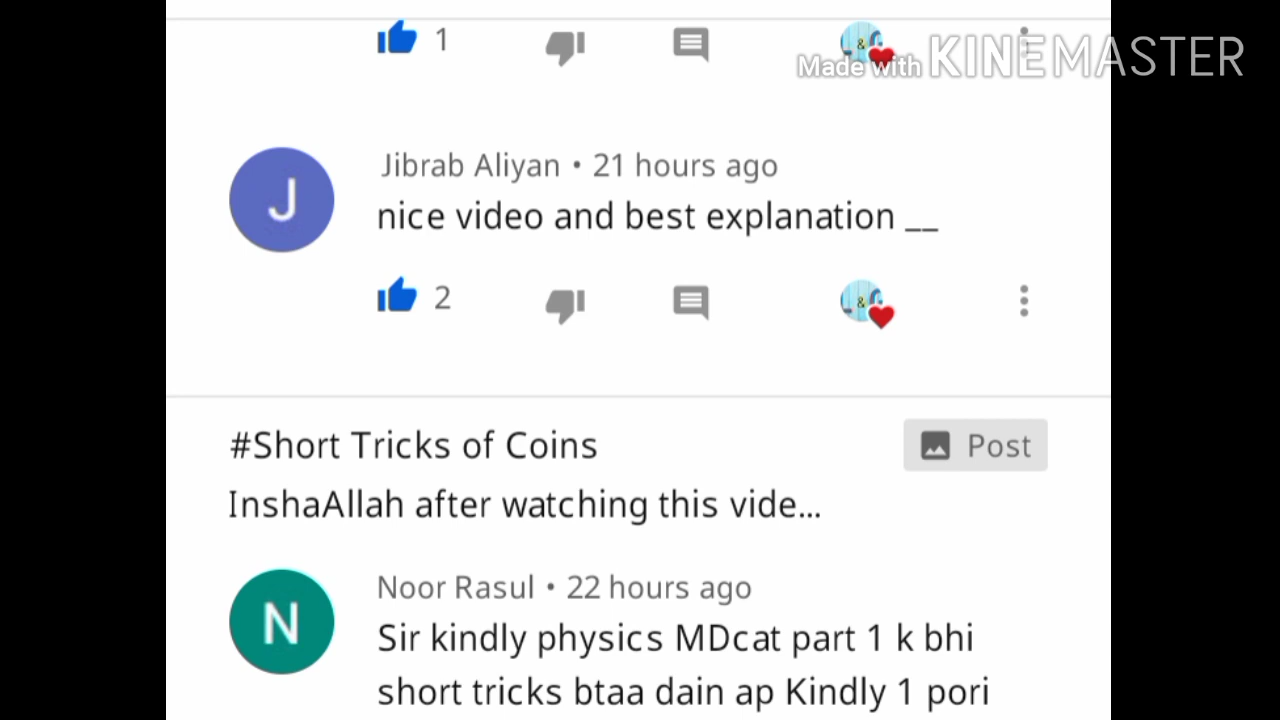 1
&
Made with KINEMASTER
J
Jibrab Aliyan • 21 hours ago
nice video and best explanation __
2
&
#Short Tricks of Coins
Post
InshaAllah after watching this vide...
N
Noor Rasul • 22 hours ago
Sir kindly physics MDcat part 1 k bhi
short tricks btaa dain ap Kindly 1 pori